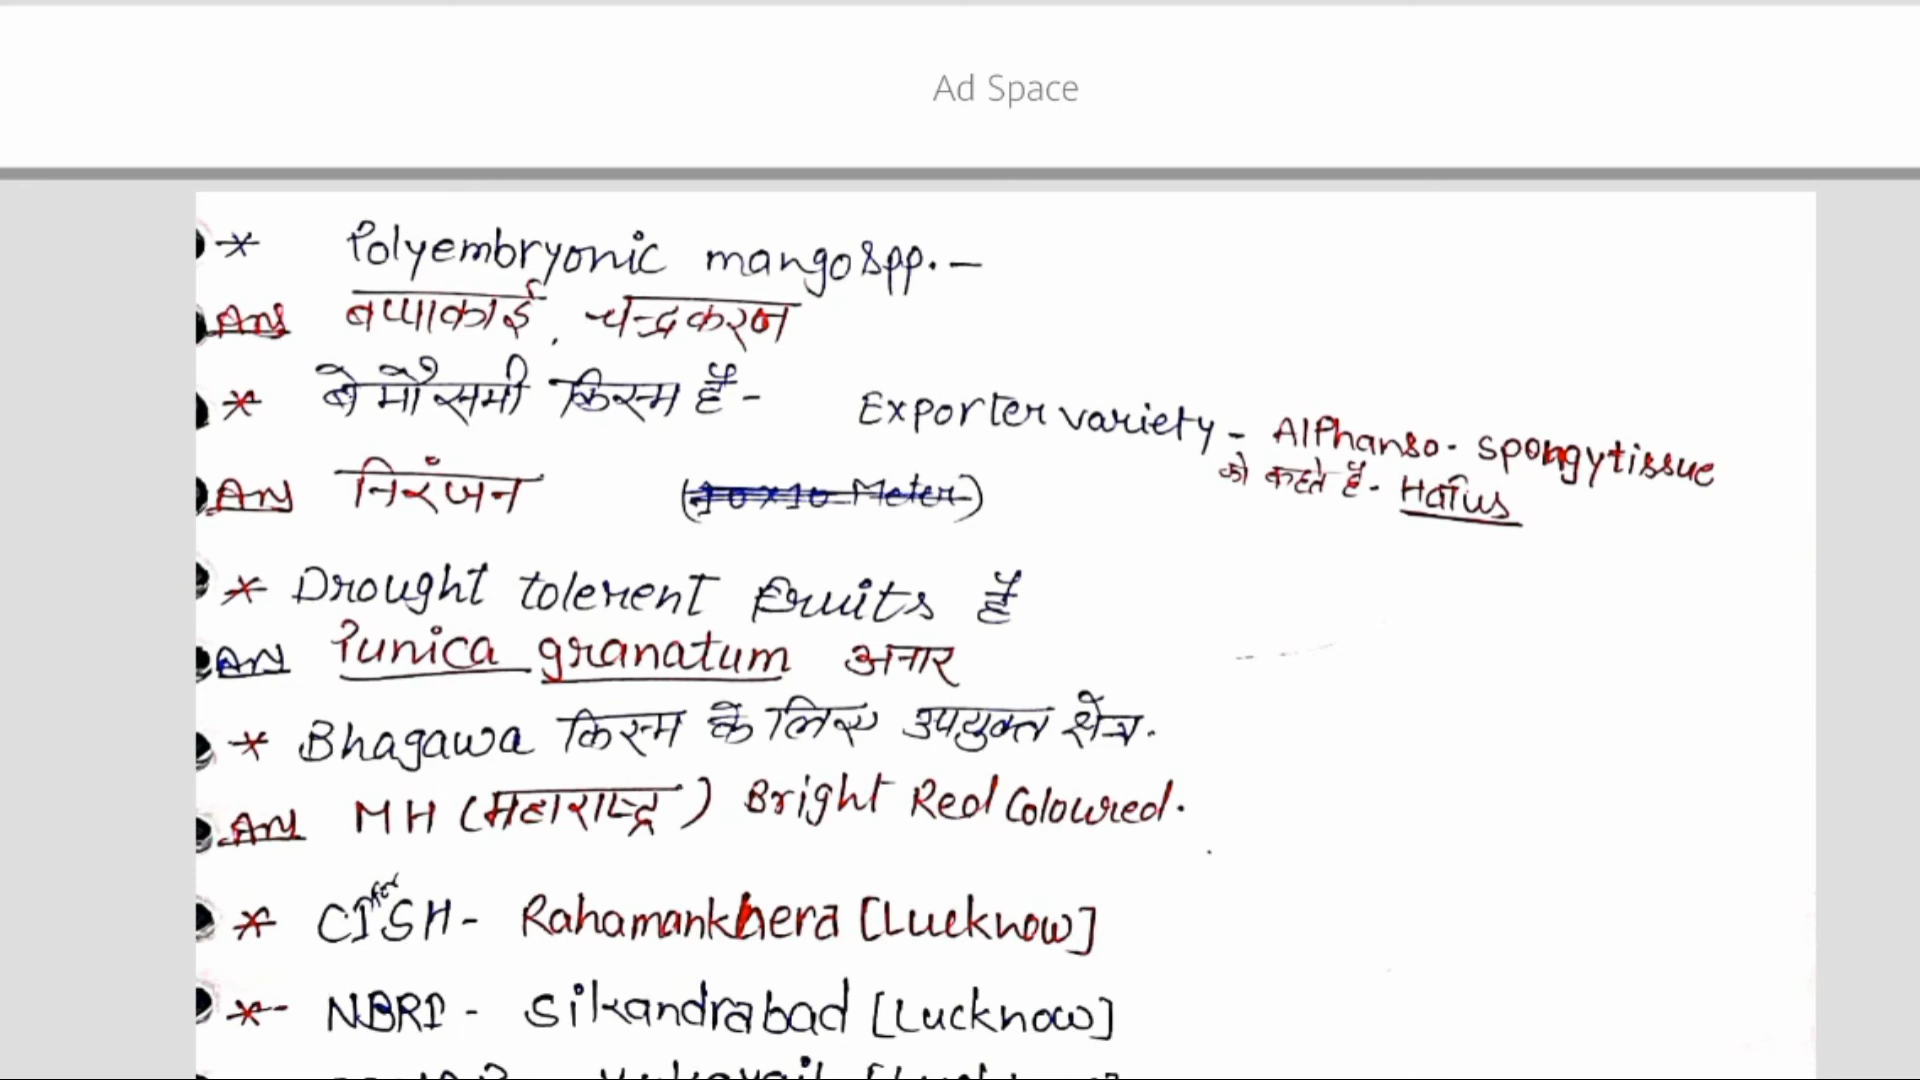 Ad Space
* Polyembryonic mango spp. -
Ans बप्पाकाई, चन्द्रकरन
* बे मौसमी किस्म हैं -
Exporter variety - Alphanso - spongy tissue
को कहते हैं - Hafus
Ans निरंजन (10x10 Meter)
* Drought tolerent fruits हैं
Ans Punica granatum अनार
* Bhagawa किस्म के लिए उपयुक्त क्षेत्र.
Ans MH (महाराष्ट्र) Bright Red Coloured.
* CISH - Rahamankhera [Lucknow]
* NBRI - Sikandrabad [Lucknow]